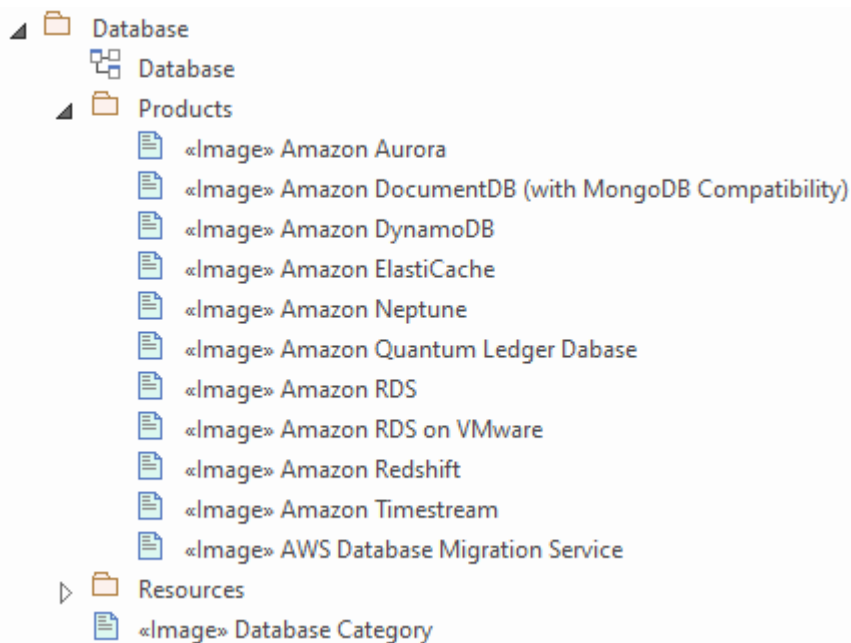 Database
Database
Products
«Image» Amazon Aurora
«Image» Amazon DocumentDB (with MongoDB Compatibility)
«Image» Amazon DynamoDB
«Image» Amazon ElastiCache
«Image» Amazon Neptune
«Image» Amazon Quantum Ledger Dabase
«Image» Amazon RDS
«Image» Amazon RDS on VMware
«Image» Amazon Redshift
«Image» Amazon Timestream
«Image» AWS Database Migration Service
Resources
«Image» Database Category